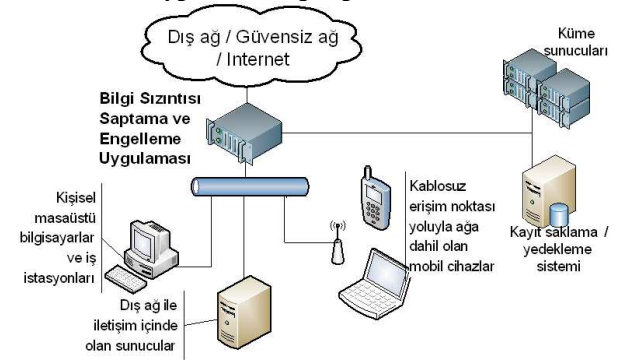 Dış ağ / Güvensiz ağ
/ Internet
Küme
sunucuları
Bilgi Sızıntısı
Saptama ve
Engelleme
Uygulaması
Kişisel
masaüstü
bilgisayarlar
ve iş
istasyonları
Kablosuz
erişim noktası
yoluyla ağa
dahil olan
mobil cihazlar
Kayıt saklama /
yedekleme
sistemi
Dış ağ ile
iletişim içinde
olan sunucular